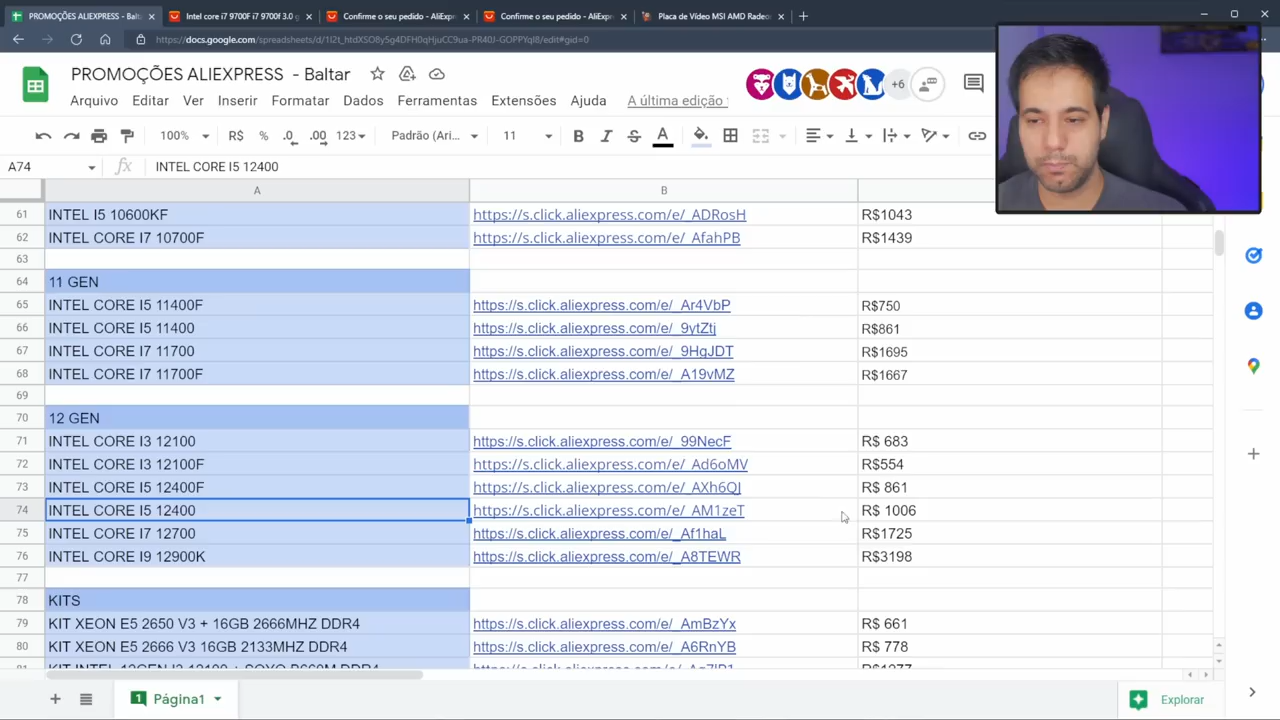 PROMOÇÕES ALIEXPRESS - Baltar
Intel core i7 9700F i7 9700f 3.0 g
Confirme o seu pedido - AliExpr
Confirme o seu pedido - AliExpr
Placa de Vídeo MSI AMD Radeo
PROMOÇÕES ALIEXPRESS - Baltar
Arquivo Editar Ver Inserir Formatar Dados Ferramentas Extensões Ajuda A última edição
+6
100% R$ % .0 .00 123 Padrão (Ari... 11 B I S A
A74 fx INTEL CORE I5 12400
A B
61 INTEL I5 10600KF https://s.click.aliexpress.com/e/_ADRosH R$1043
62 INTEL CORE I7 10700F https://s.click.aliexpress.com/e/_AfahPB R$1439
63
64 11 GEN
65 INTEL CORE I5 11400F https://s.click.aliexpress.com/e/_Ar4VbP R$750
66 INTEL CORE I5 11400 https://s.click.aliexpress.com/e/_9ytZtj R$861
67 INTEL CORE I7 11700 https://s.click.aliexpress.com/e/_9HgJDT R$1695
68 INTEL CORE I7 11700F https://s.click.aliexpress.com/e/_A19vMZ R$1667
69
70 12 GEN
71 INTEL CORE I3 12100 https://s.click.aliexpress.com/e/_99NecF R$ 683
72 INTEL CORE I3 12100F https://s.click.aliexpress.com/e/_Ad6oMV R$554
73 INTEL CORE I5 12400F https://s.click.aliexpress.com/e/_AXh6QJ R$ 861
74 INTEL CORE I5 12400 https://s.click.aliexpress.com/e/_AM1zeT R$ 1006
75 INTEL CORE I7 12700 https://s.click.aliexpress.com/e/_Af1haL R$1725
76 INTEL CORE I9 12900K https://s.click.aliexpress.com/e/_A8TEWR R$3198
77
78 KITS
79 KIT XEON E5 2650 V3 + 16GB 2666MHZ DDR4 https://s.click.aliexpress.com/e/_AmBzYx R$ 661
80 KIT XEON E5 2666 V3 16GB 2133MHZ DDR4 https://s.click.aliexpress.com/e/_A6RnYB R$ 778
1 Página1 Explorar